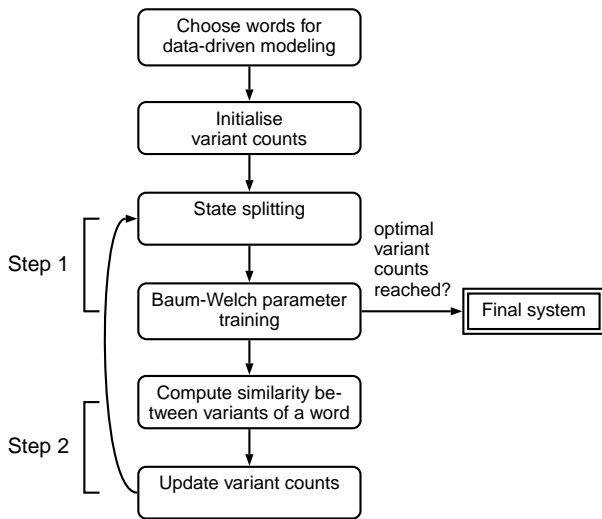 Choose words for
data-driven modeling
Initialise
variant counts
State splitting
Step 1
optimal
variant
counts
reached?
Baum-Welch parameter
training
Final system
Compute similarity be-
tween variants of a word
Step 2
Update variant counts